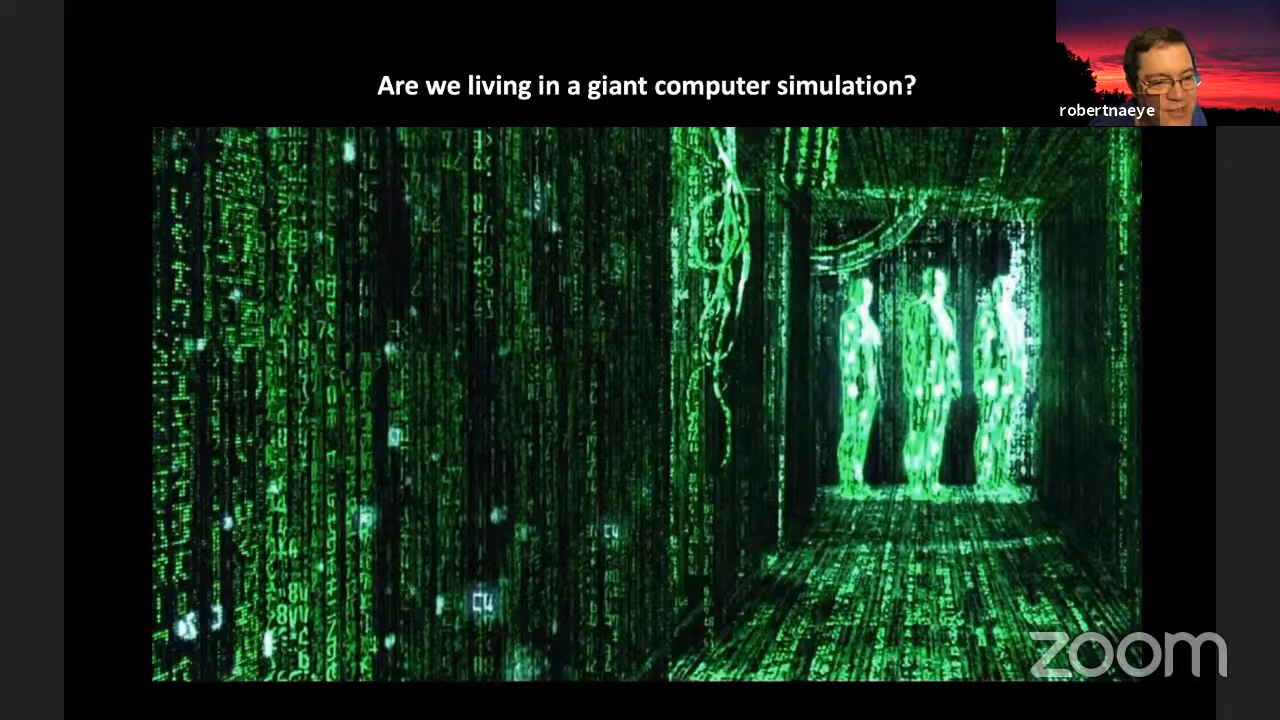 Are we living in a giant computer simulation?
robertnaeye
zoom